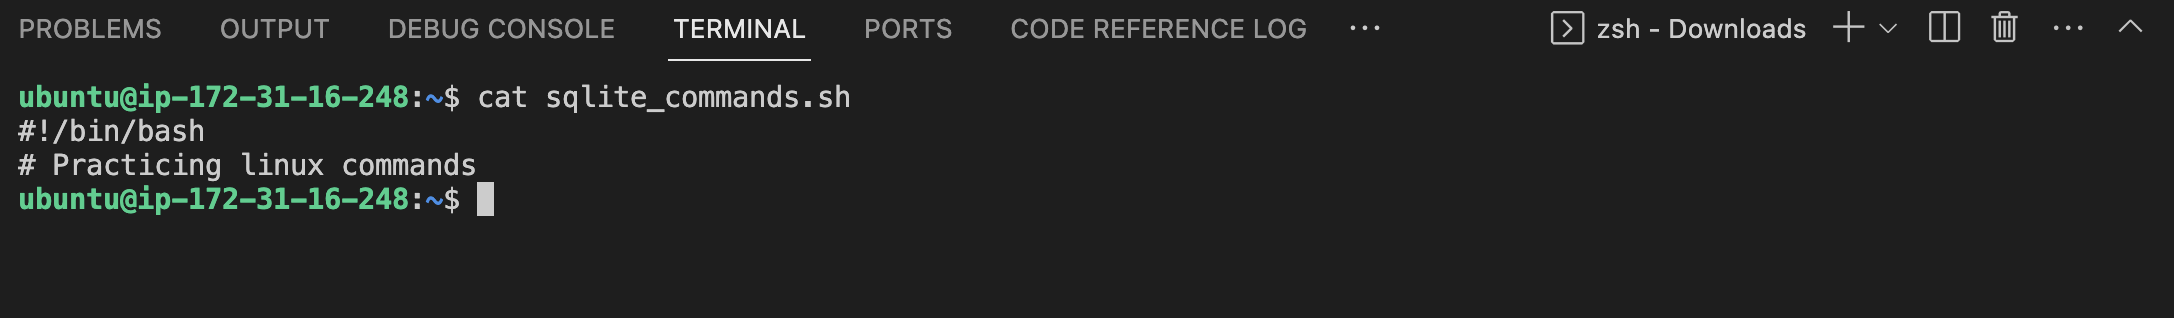 PROBLEMS OUTPUT DEBUG CONSOLE TERMINAL PORTS CODE REFERENCE LOG ··· zsh - Downloads ···
ubuntu@ip-172-31-16-248:~$ cat sqlite_commands.sh
#!/bin/bash
# Practicing linux commands
ubuntu@ip-172-31-16-248:~$